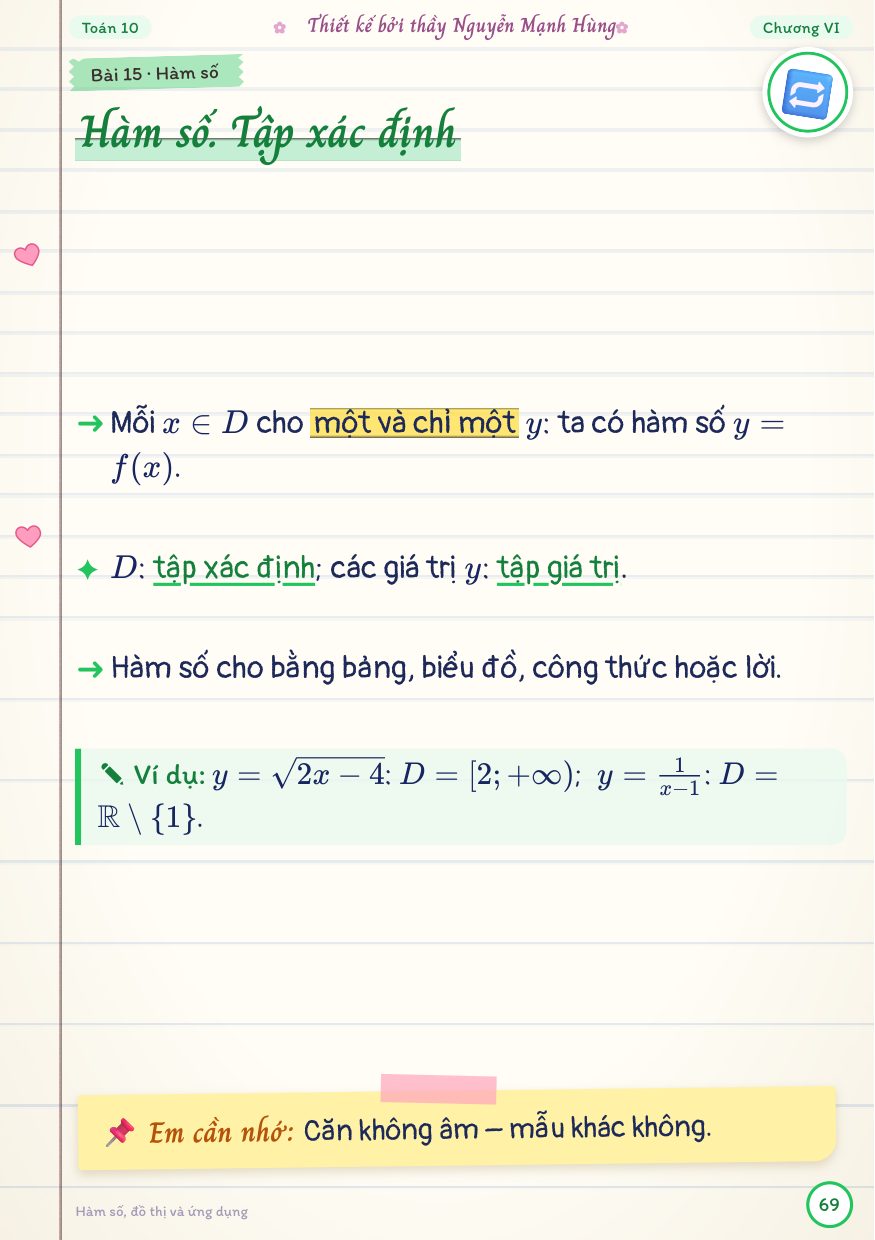 Toán 10
Thiết kế bởi thầy Nguyễn Mạnh Hùng
Chương VI
Bài 15 · Hàm số
Hàm số. Tập xác định
→ Mỗi x ∈ D cho một và chỉ một y: ta có hàm số y =
f(x).
✦ D: tập xác định; các giá trị y: tập giá trị.
→ Hàm số cho bằng bảng, biểu đồ, công thức hoặc lời.
Ví dụ: y = √(2x − 4): D = [2; +∞); y = 1/(x−1): D =
ℝ \ {1}.
Em cần nhớ: Căn không âm — mẫu khác không.
Hàm số, đồ thị và ứng dụng
69